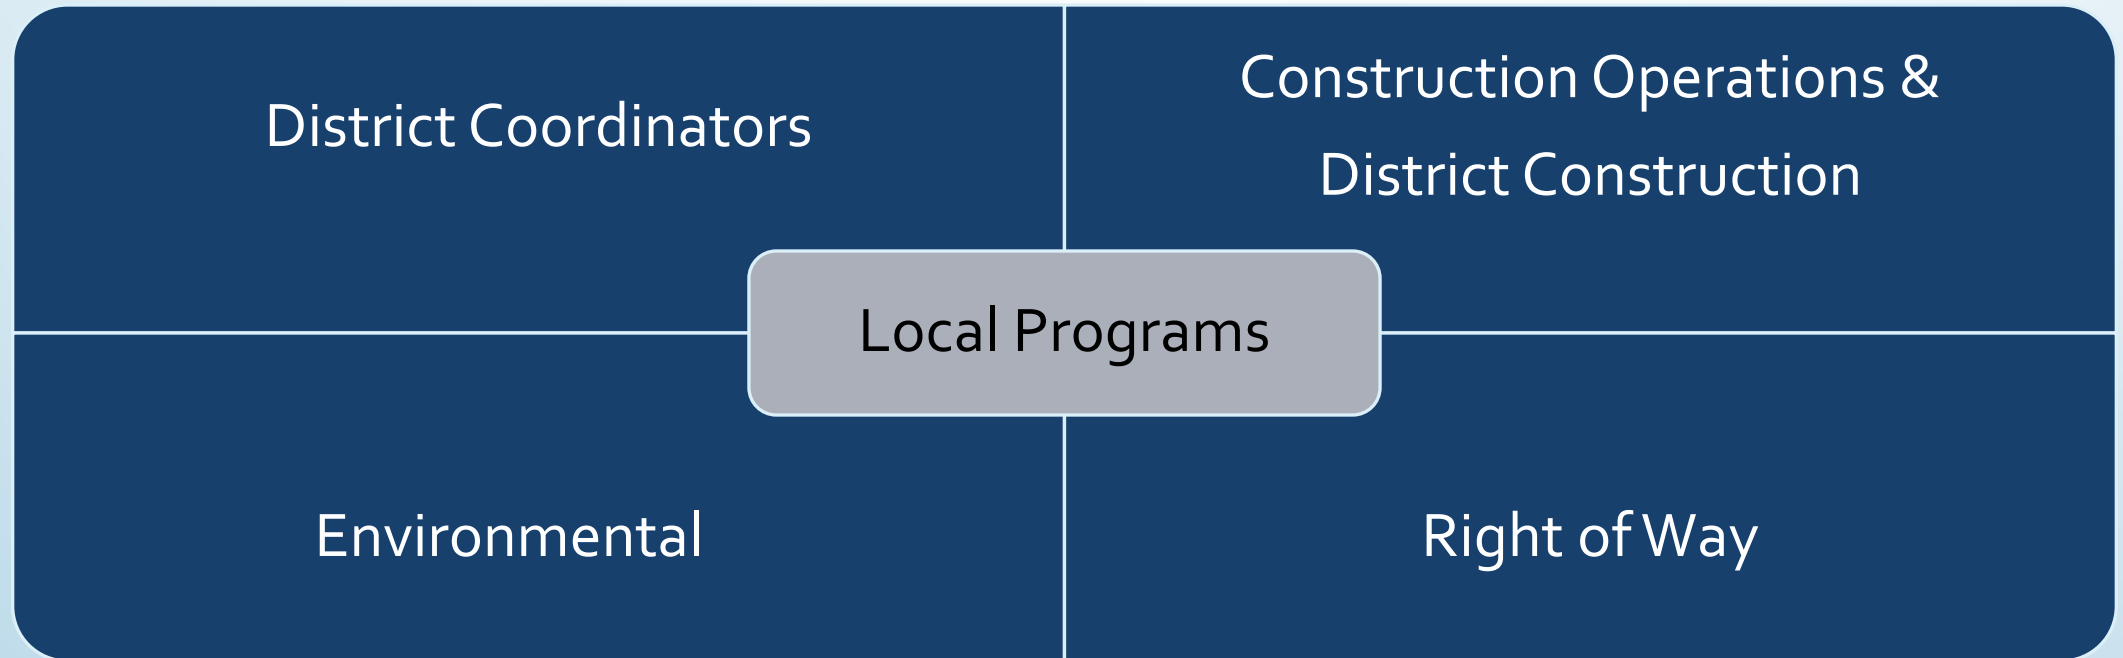 District Coordinators
Construction Operations &
District Construction
Local Programs
Environmental
Right of Way